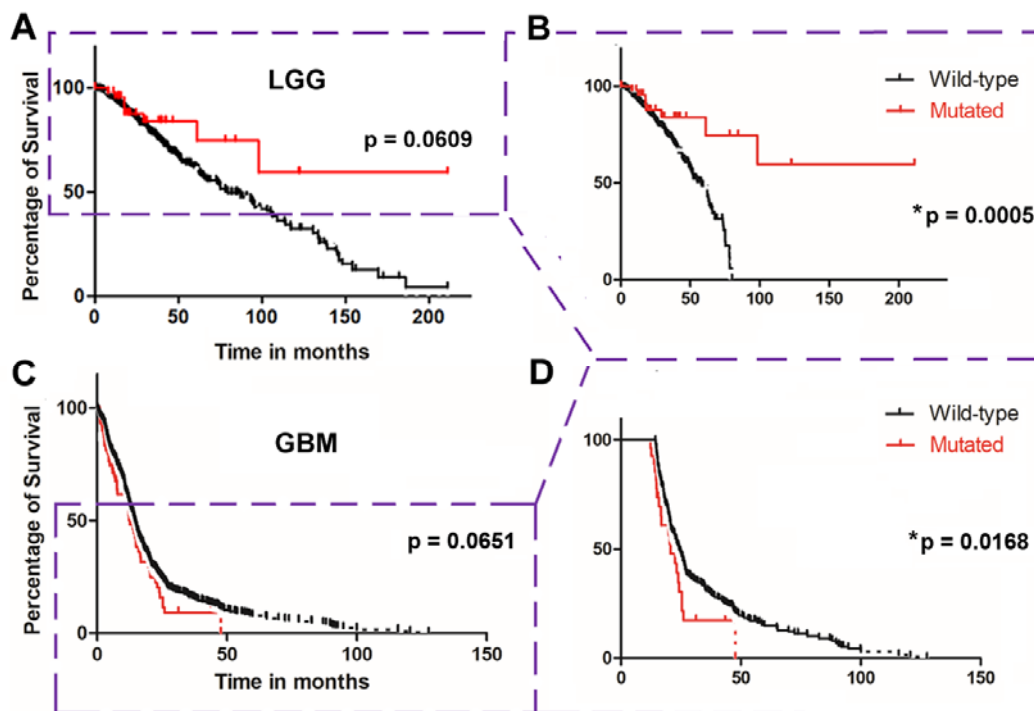 A
LGG
p = 0.0609
Percentage of Survival
100
50
0
0 50 100 150 200
Time in months
B
Wild-type
Mutated
*p = 0.0005
100
50
0
0 50 100 150 200
C
GBM
p = 0.0651
Percentage of Survival
100
50
0
0 50 100 150
Time in months
D
Wild-type
Mutated
*p = 0.0168
100
50
0
0 50 100 150